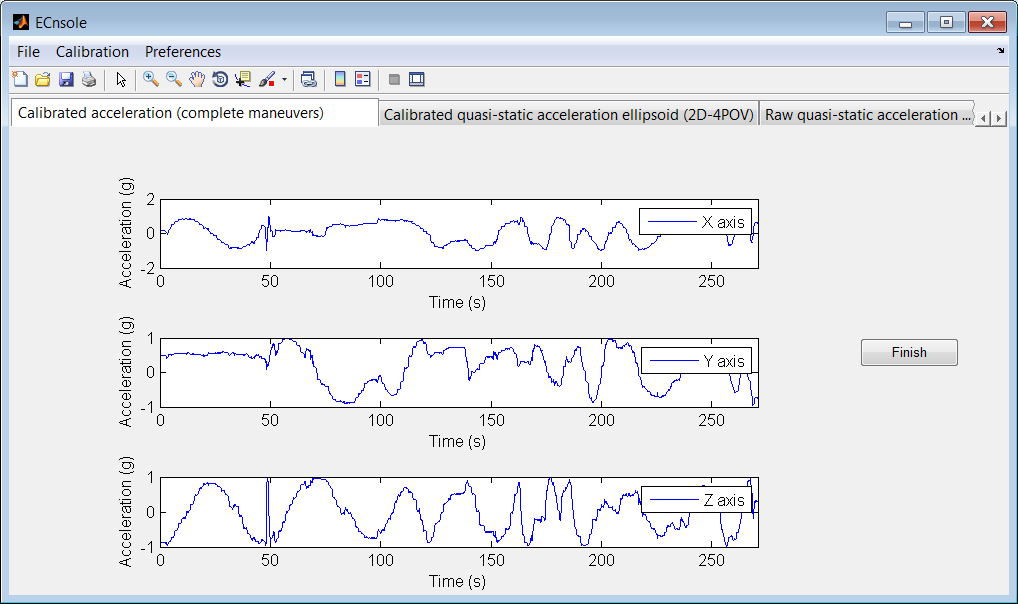 ECnsole
File Calibration Preferences
Calibrated acceleration (complete maneuvers) Calibrated quasi-static acceleration ellipsoid (2D-4POV) Raw quasi-static acceleration ...
Acceleration (g)
2
0
-2
X axis
0 50 100 150 200 250
Time (s)
Acceleration (g)
1
0
-1
Y axis
0 50 100 150 200 250
Time (s)
Finish
Acceleration (g)
1
0
-1
Z axis
0 50 100 150 200 250
Time (s)